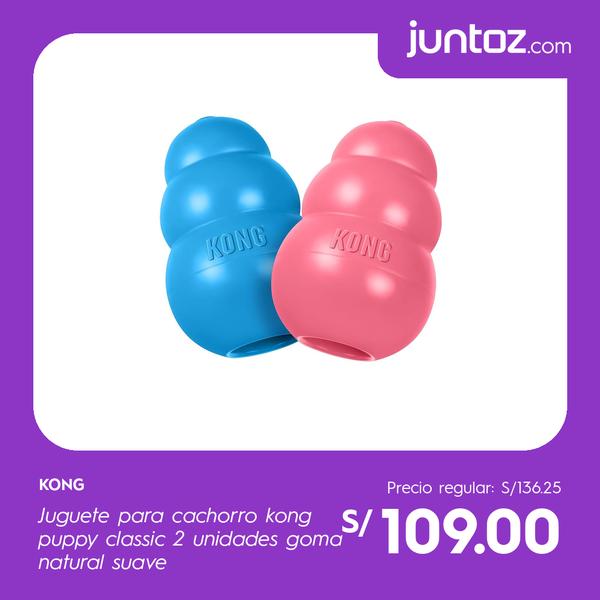 juntoz.com
KONG
KONG
KONG
Precio regular: S/136.25
Juguete para cachorro kong
puppy classic 2 unidades goma
natural suave
S/109.00